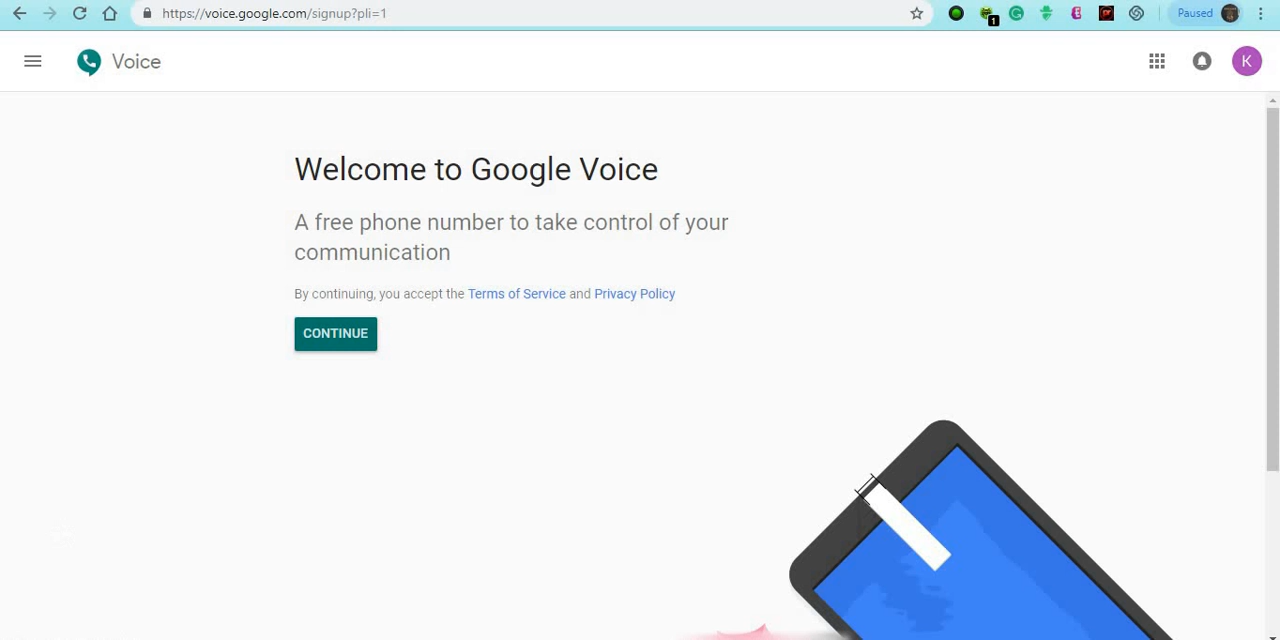 https://voice.google.com/signup?pli=1
1
Paused
Voice
K
Welcome to Google Voice
A free phone number to take control of your
communication
By continuing, you accept the Terms of Service and Privacy Policy
CONTINUE